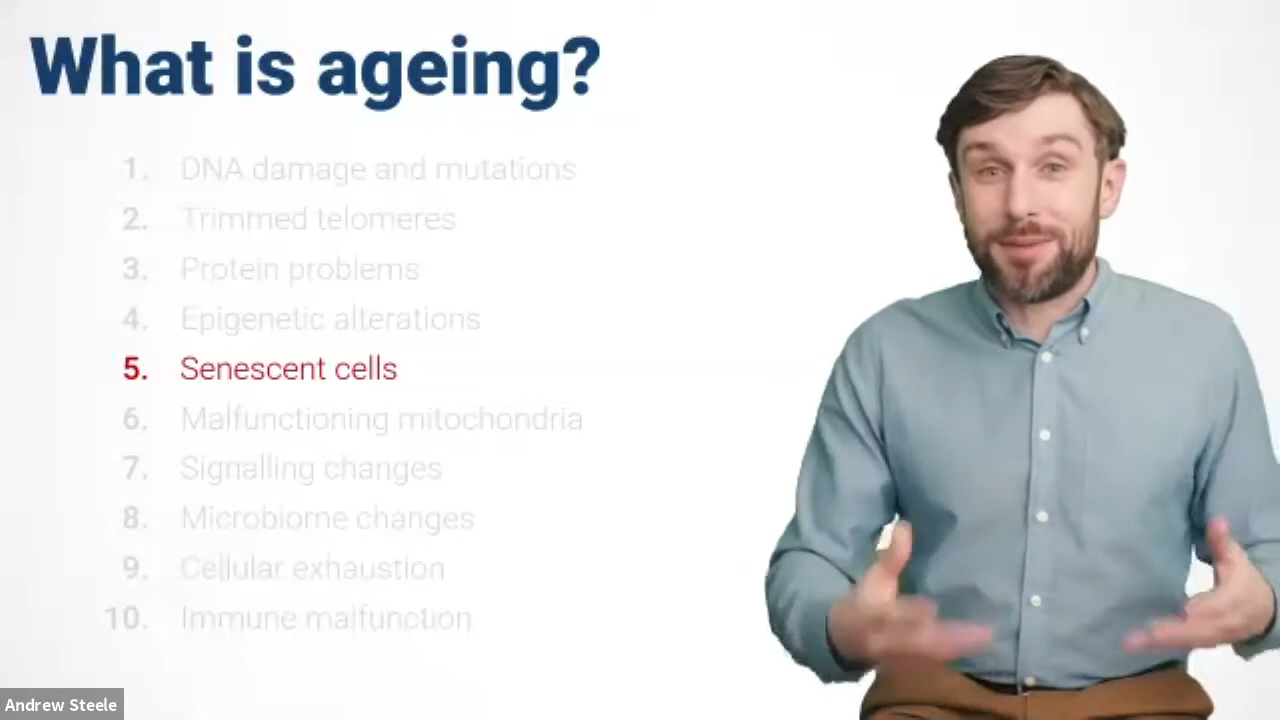 What is ageing?
1. DNA damage and mutations
2. Trimmed telomeres
3. Protein problems
4. Epigenetic alterations
5. Senescent cells
6. Malfunctioning mitochondria
7. Signalling changes
8. Microbiome changes
9. Cellular exhaustion
10. Immune malfunction
Andrew Steele